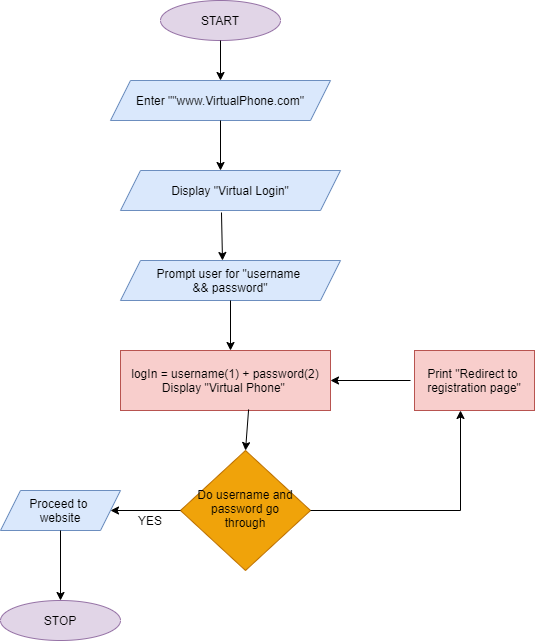 START
Enter ""www.VirtualPhone.com"
Display "Virtual Login"
Prompt user for "username
&& password"
logIn = username(1) + password(2)
Display "Virtual Phone"
Print "Redirect to
registration page"
Do username and
password go
through
YES
Proceed to
website
STOP